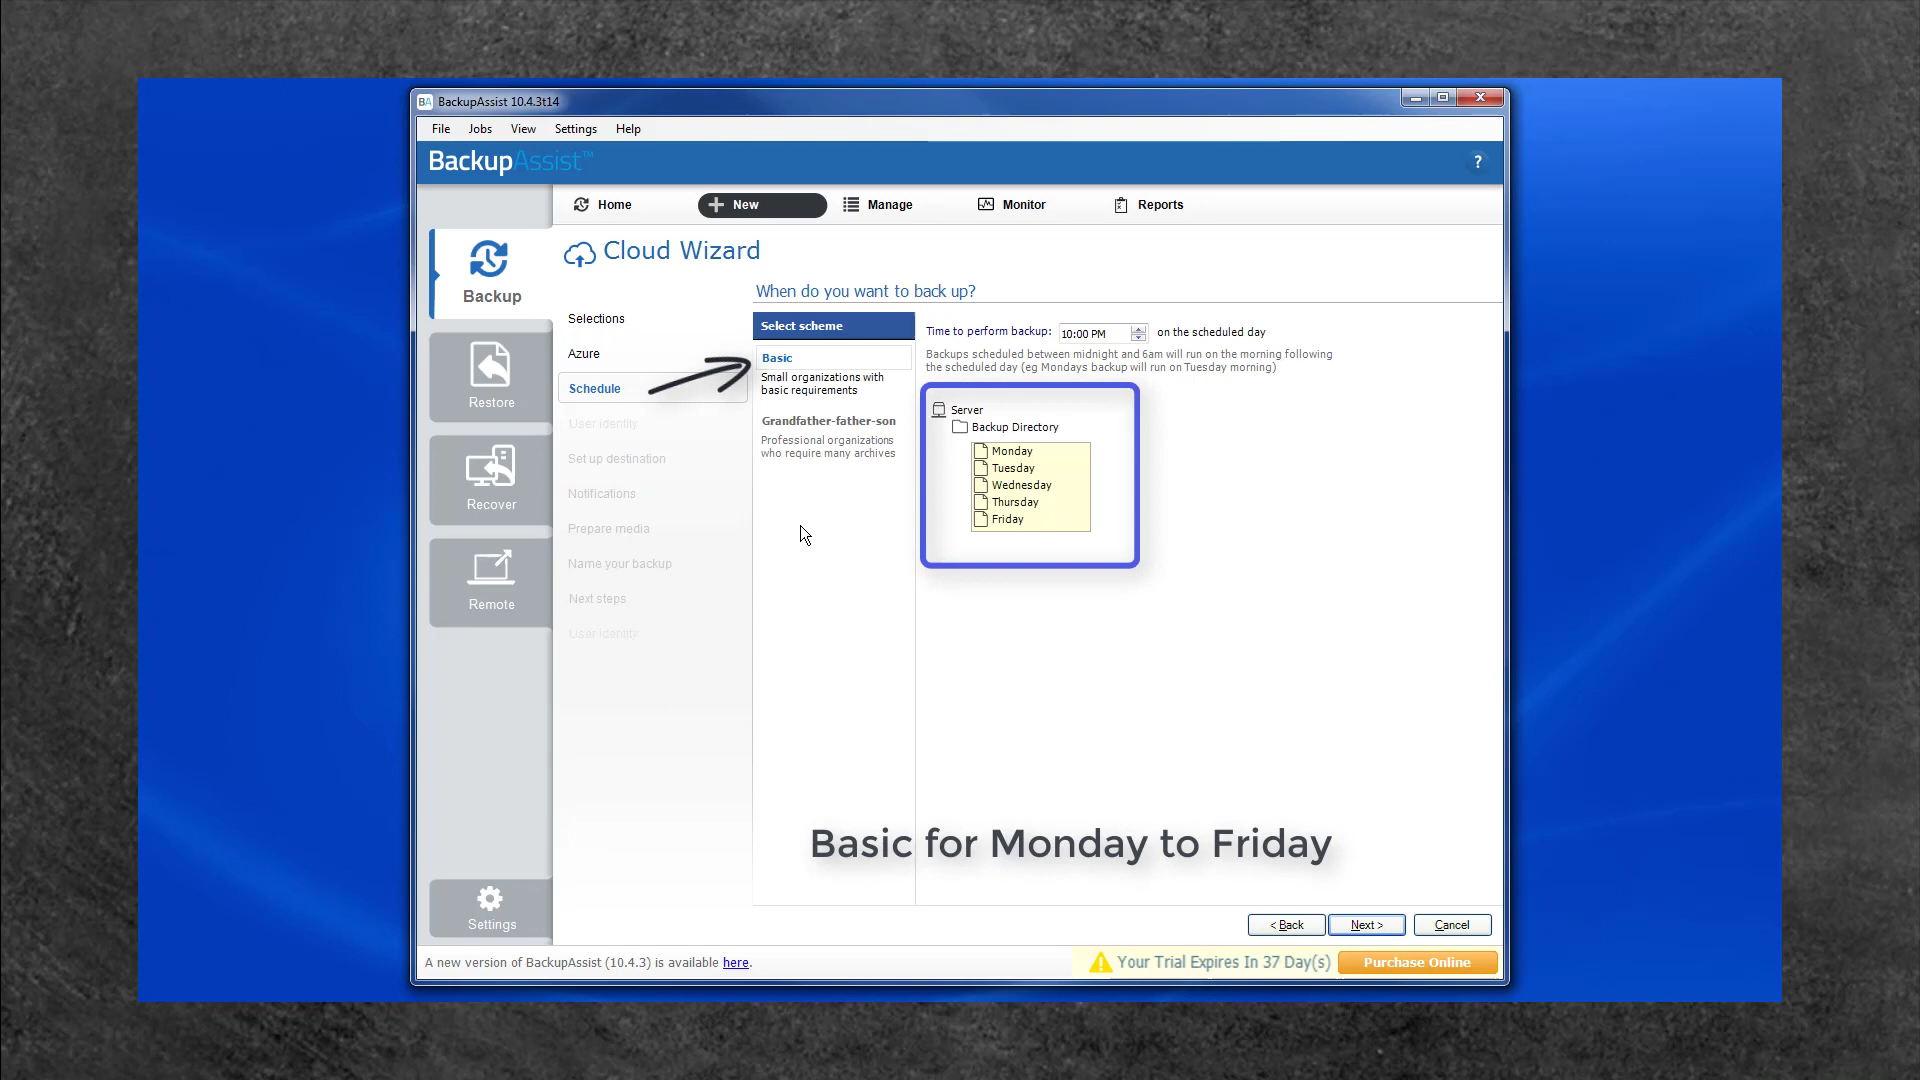 BA BackupAssist 10.4.3t14
File Jobs View Settings Help
BackupAssist™
?
Home
New
Manage
Monitor
Reports
Backup
Restore
Recover
Remote
Settings
Cloud Wizard
Selections
Azure
Schedule
User identity
Set up destination
Notifications
Prepare media
Name your backup
Next steps
User identity
When do you want to back up?
Select scheme
Basic
Small organizations with
basic requirements
Grandfather-father-son
Professional organizations
who require many archives
Time to perform backup: 10:00 PM on the scheduled day
Backups scheduled between midnight and 6am will run on the morning following
the scheduled day (eg Mondays backup will run on Tuesday morning)
Server
Backup Directory
Monday
Tuesday
Wednesday
Thursday
Friday
Basic for Monday to Friday
< Back
Next >
Cancel
A new version of BackupAssist (10.4.3) is available here.
Your Trial Expires In 37 Day(s)
Purchase Online